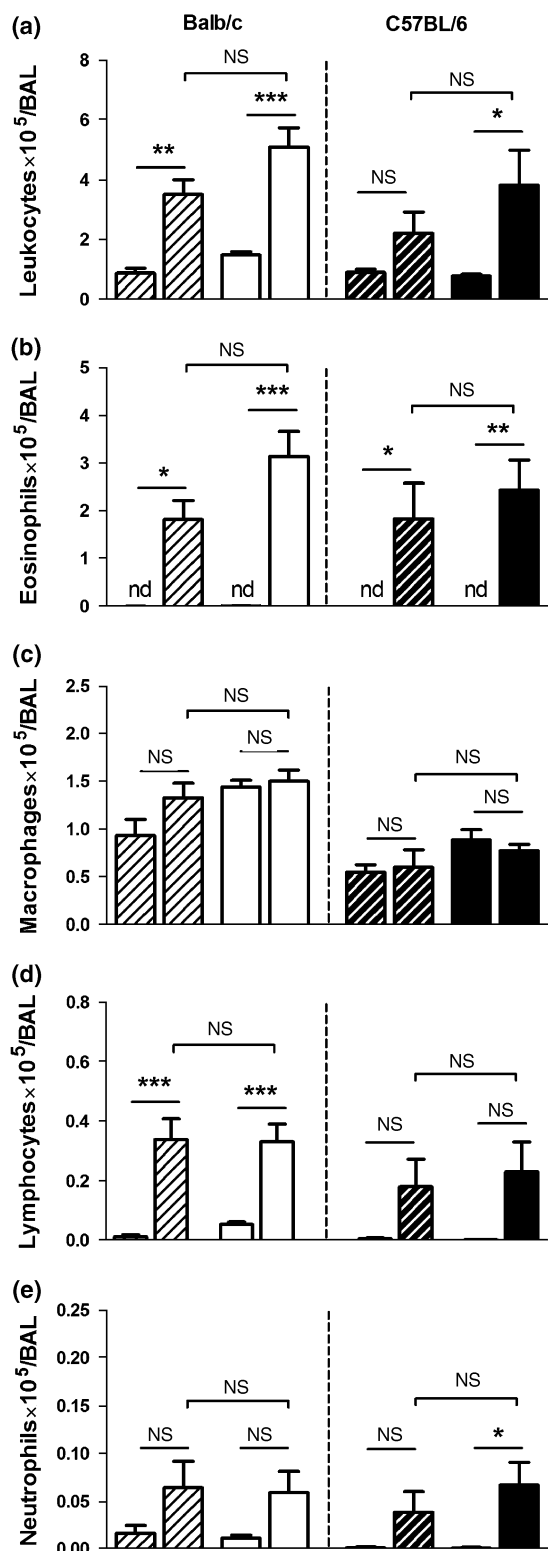 (a) Balb/c C57BL/6
Leukocytes×10⁵/BAL
8
6
4
2
0
NS
NS
***
*
**
NS
(b)
Eosinophils×10⁵/BAL
5
4
3
2
1
0
NS
***
NS
**
*
*
nd nd nd nd
(c)
Macrophages×10⁵/BAL
2.5
2.0
1.5
1.0
0.5
0.0
NS
NS NS
NS
NS
NS
(d)
Lymphocytes×10⁵/BAL
0.8
0.6
0.4
0.2
0.0
NS
NS
*** ***
NS NS
(e)
Neutrophils×10⁵/BAL
0.25
0.20
0.15
0.10
0.05
0.00
NS NS
NS NS NS *